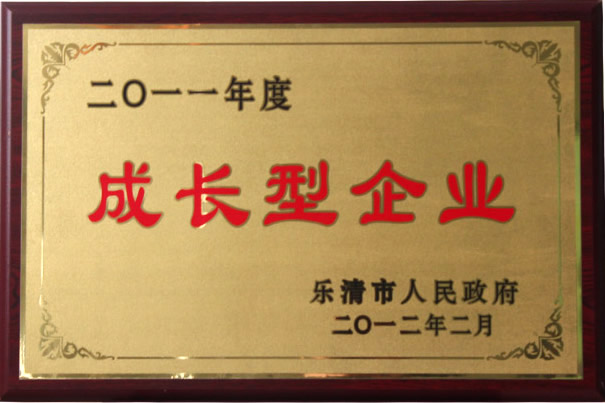 二〇一一年度
成长型企业
乐清市人民政府
二〇一二年二月